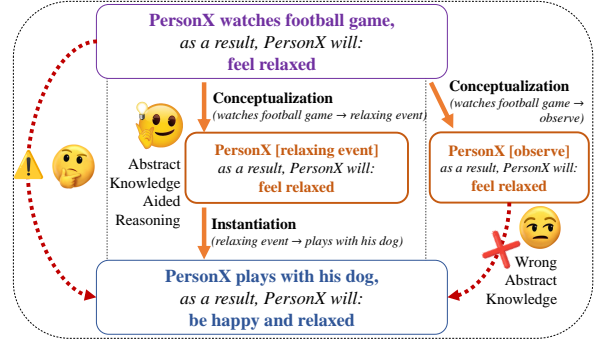 PersonX watches football game,
as a result, PersonX will:
feel relaxed
Conceptualization
(watches football game → relaxing event)
Conceptualization
(watches football game →
observe)
Abstract
Knowledge
Aided
Reasoning
PersonX [relaxing event]
as a result, PersonX will:
feel relaxed
PersonX [observe]
as a result, PersonX will:
feel relaxed
Instantiation
(relaxing event → plays with his dog)
Wrong
Abstract
Knowledge
PersonX plays with his dog,
as a result, PersonX will:
be happy and relaxed